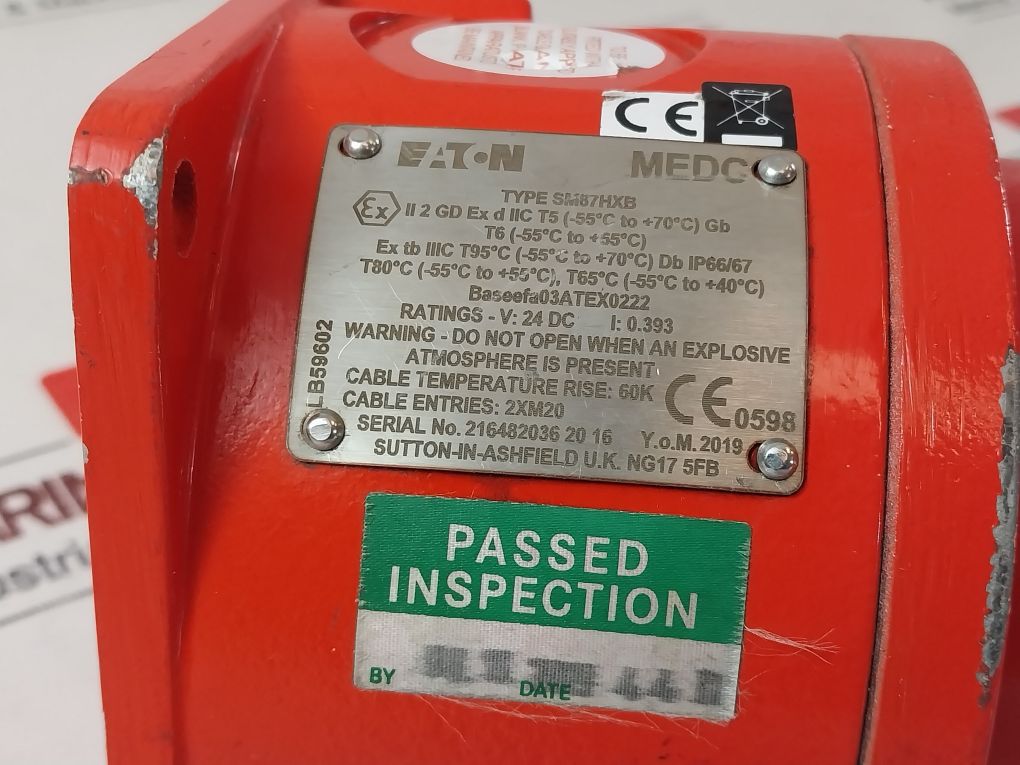 CE
EATON MEDC
TYPE SM87HXB
Ex II 2 GD Ex d IIC T5 (-55°C to +70°C) Gb
T6 (-55°C to +55°C)
Ex tb IIIC T95°C (-55°C to +70°C) Db IP66/67
T80°C (-55°C to +55°C), T65°C (-55°C to +40°C)
Baseefa03ATEX0222
RATINGS - V: 24 DC I: 0.393
WARNING - DO NOT OPEN WHEN AN EXPLOSIVE
ATMOSPHERE IS PRESENT
CABLE TEMPERATURE RISE: 60K
CABLE ENTRIES: 2XM20
CE 0598
SERIAL No. 216482036 20 16 Y.o.M. 2019
SUTTON-IN-ASHFIELD U.K. NG17 5FB
LB59602
PASSED
INSPECTION
BY DATE